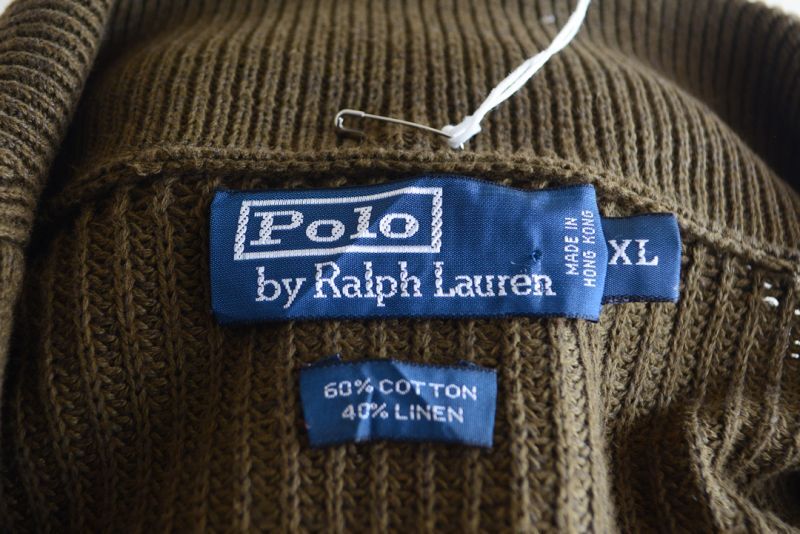 Polo
by Ralph Lauren
MADE IN
HONG KONG
XL
60% COTTON
40% LINEN